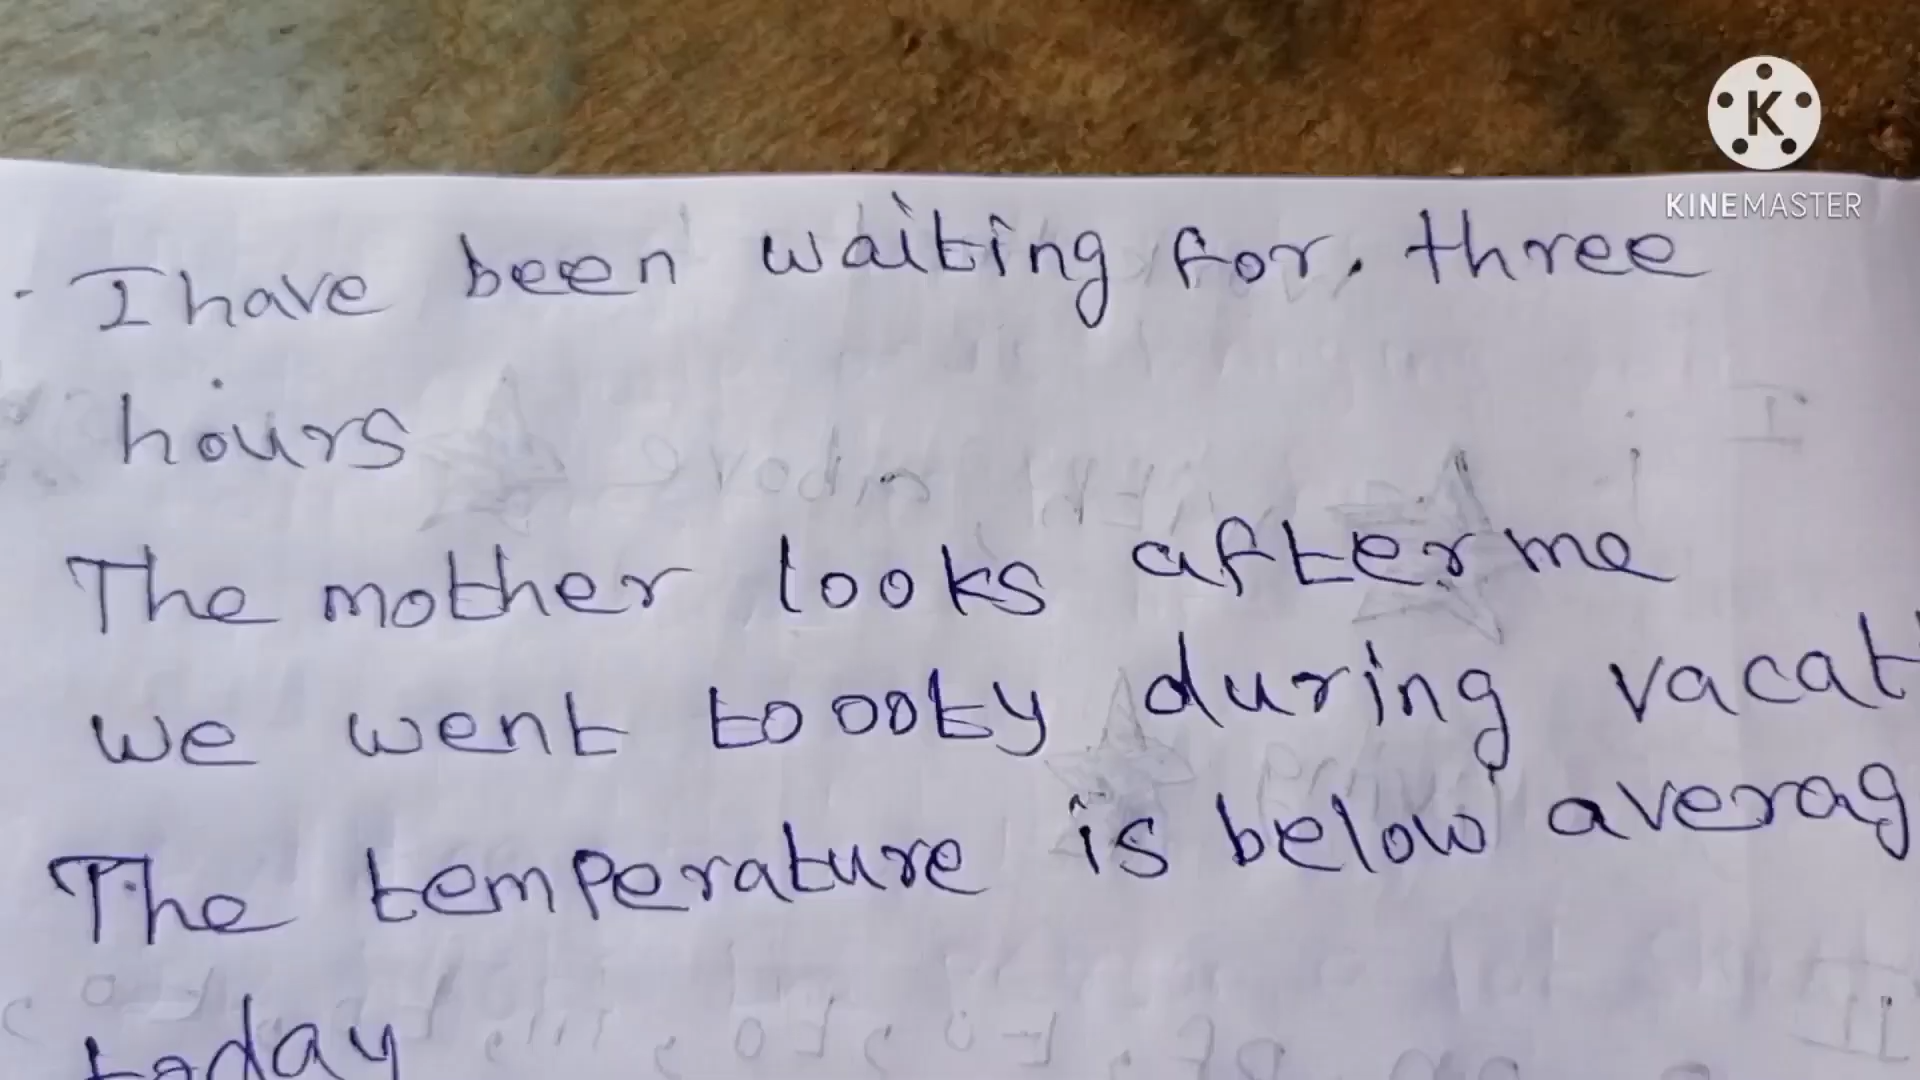 K
KINEMASTER
I have been waiting for. three
hours
The mother looks after me
we went to ooty during vacat
The temperature is below averag
today